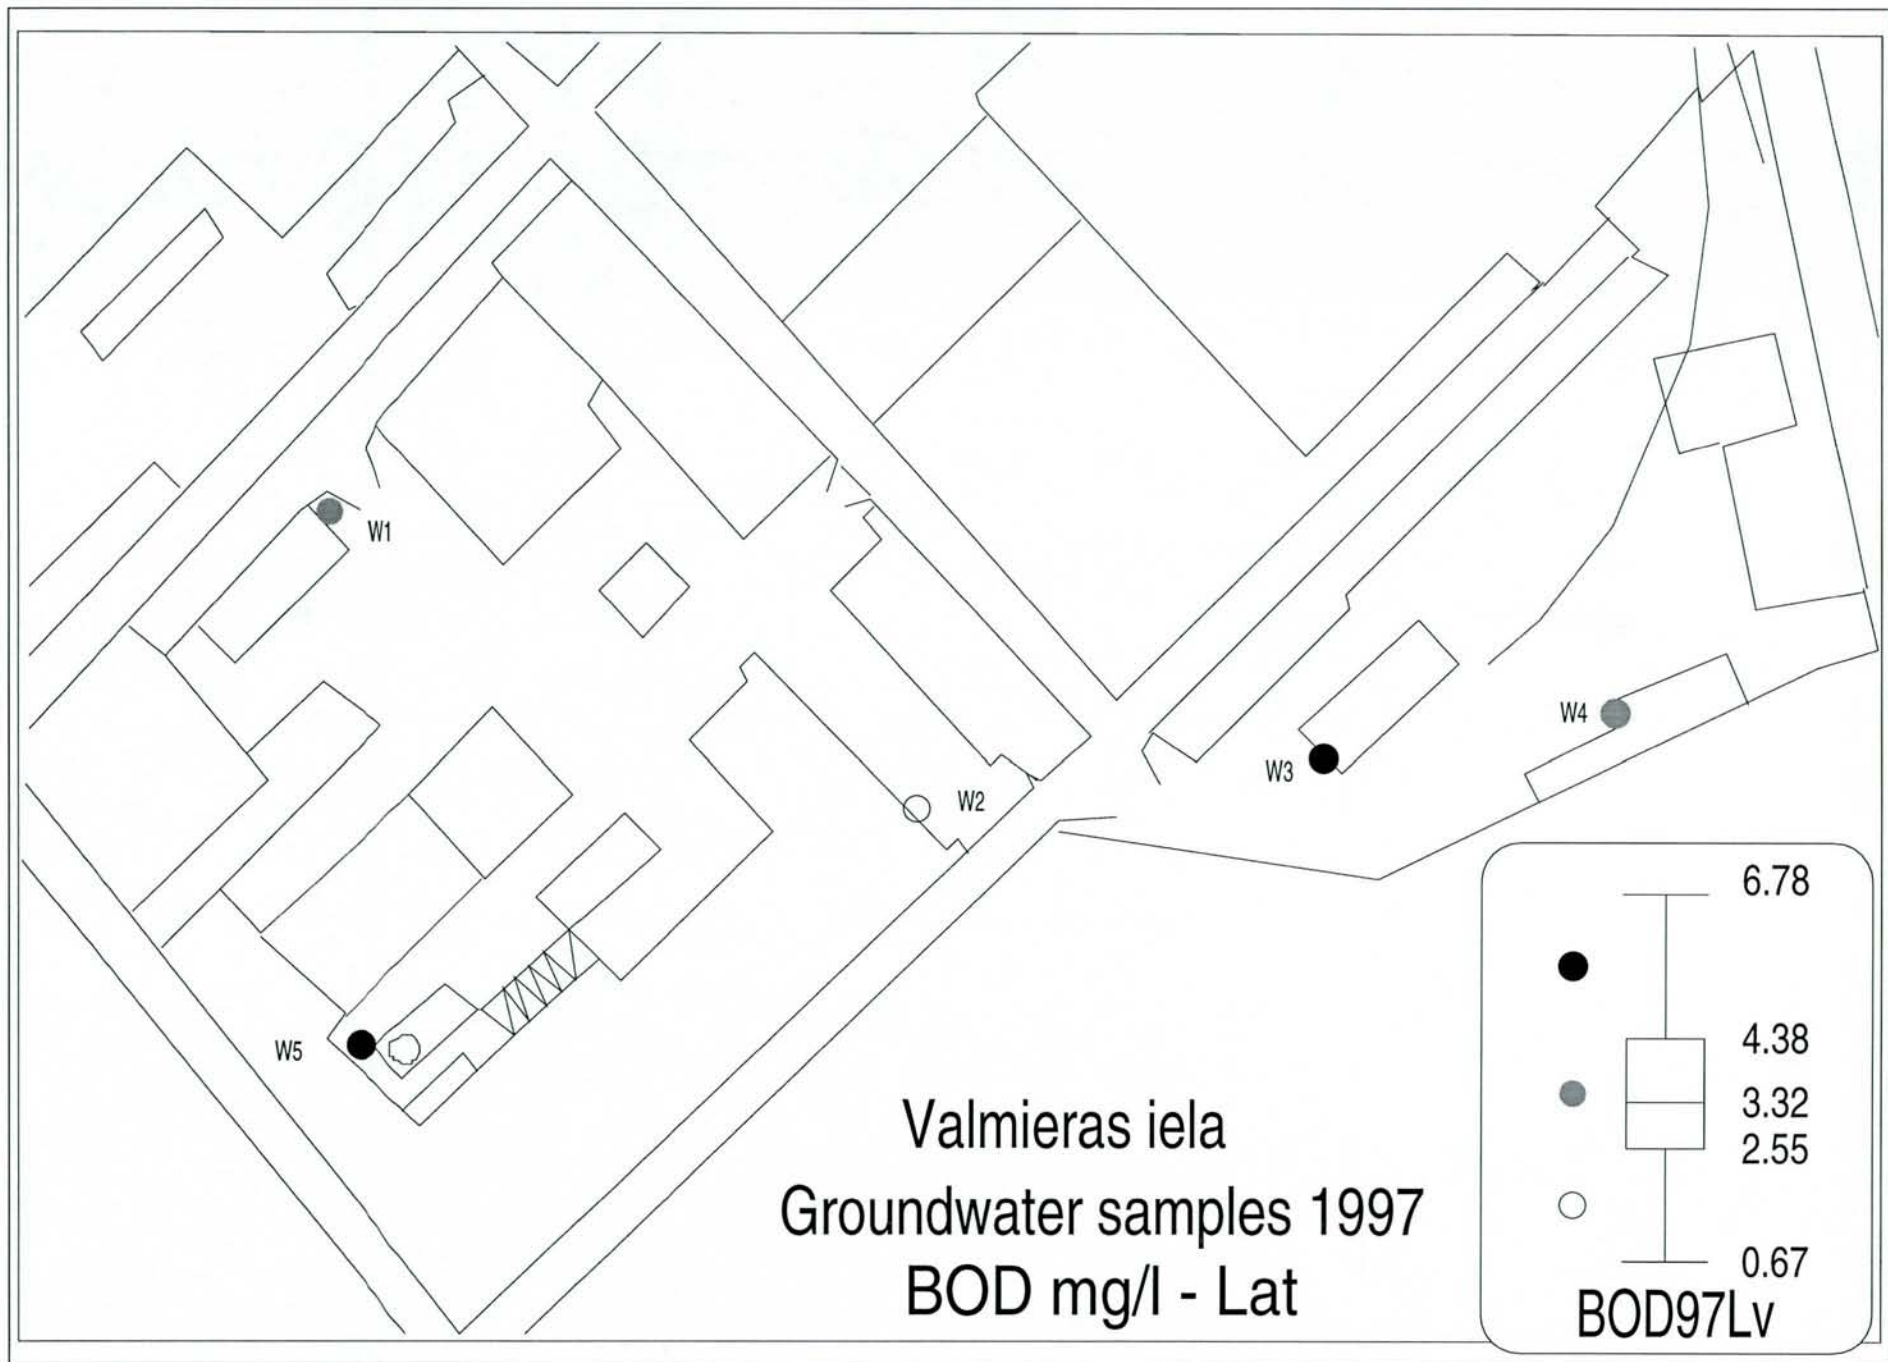 W1
W2
W3
W4
W5
Valmieras iela
Groundwater samples 1997
BOD mg/l - Lat
6.78
4.38
3.32
2.55
0.67
BOD97Lv